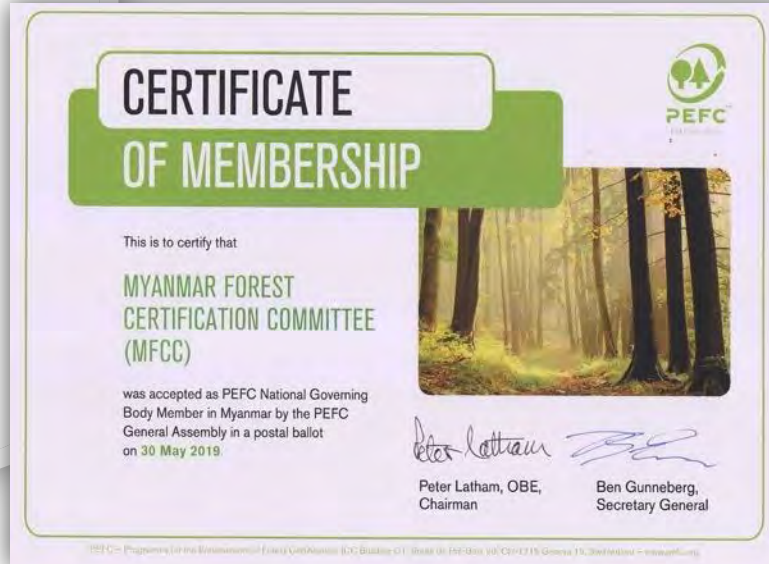 CERTIFICATE
OF MEMBERSHIP
PEFC
This is to certify that
MYANMAR FOREST
CERTIFICATION COMMITTEE
(MFCC)
was accepted as PEFC National Governing
Body Member in Myanmar by the PEFC
General Assembly in a postal ballot
on 30 May 2019.
Peter Latham
Peter Latham, OBE,
Chairman
Ben Gunneberg,
Secretary General